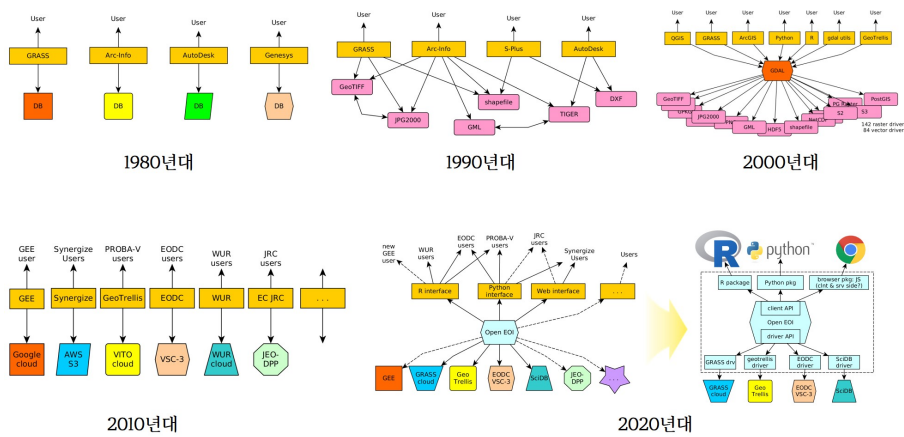 User User User User
GRASS Arc-Info AutoDesk Genesys
DB DB DB DB
1980년대
User User User User
GRASS Arc-Info S-Plus AutoDesk
GeoTIFF
shapefile
DXF
JPG2000
GML
TIGER
1990년대
User User User User User User User
QGIS GRASS ArcGIS Python R gdal utils GeoTrellis
GDAL
GeoTIFF
JPG2000
GML
HDF5
shapefile
S2
S3
PostGIS
142 raster driver
84 vector driver
2000년대
GEE
user
Synergize
Users
PROBA-V
users
EODC
users
WUR
users
JRC
users
GEE Synergize GeoTrellis EODC WUR EC JRC . . .
Google
cloud
AWS
S3
VITO
cloud
VSC-3
WUR
cloud
JEO-
DPP
2010년대
new
GEE
user
WUR
users
EODC
users
PROBA-V
users
JRC
users
Synergize
Users
Users
R interface
Python
interface
Web interface
. . .
Open EOI
GEE
GRASS
cloud
Geo
Trellis
EODC
VSC-3
SciDB
JEO-
DPP
. . .
R python
R package
Python pkg
browser pkg: JS
(clnt & srv side?)
client API
Open EOI
driver API
GRASS drv
geotrellis
driver
EODC
driver
SciDB
driver
GRASS
cloud
Geo
Trellis
EODC
VSC-3
SciDB
2020년대